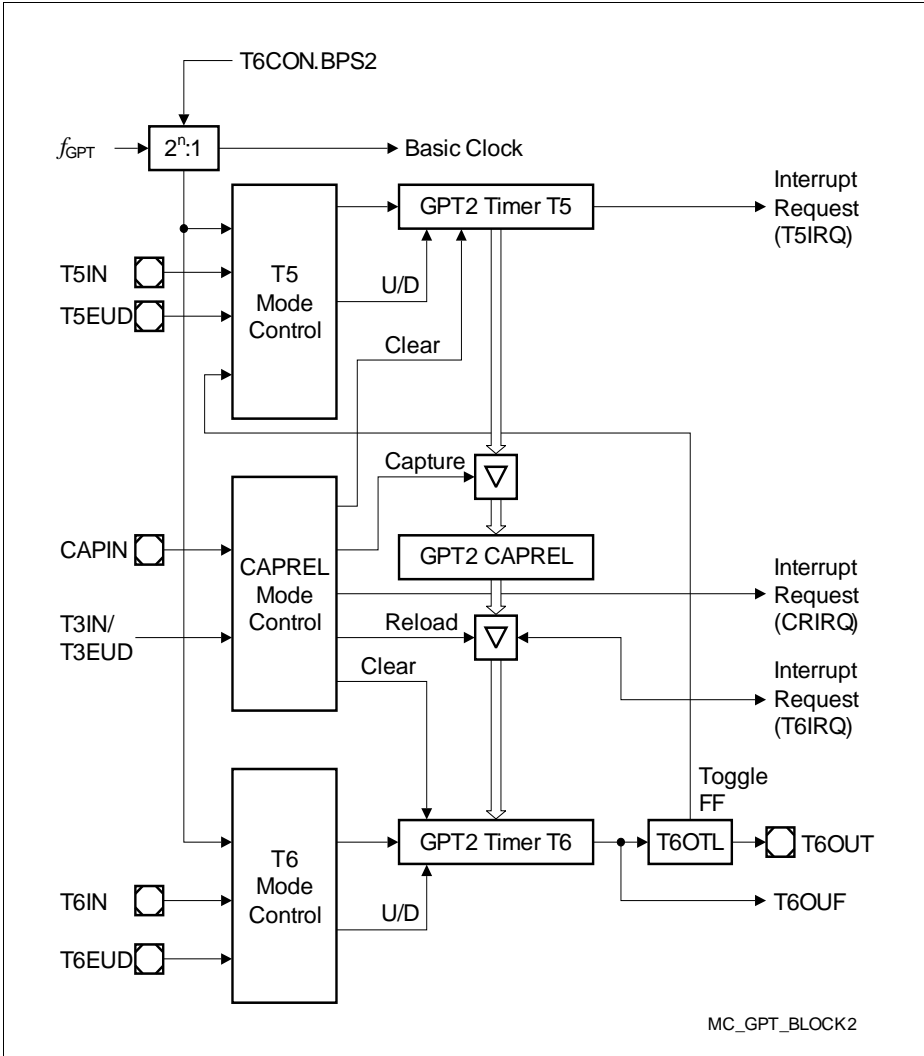 T6CON.BPS2
fGPT
2ⁿ:1
Basic Clock
GPT2 Timer T5
Interrupt
Request
(T5IRQ)
T5IN
T5EUD
T5
Mode
Control
U/D
Clear
Capture
CAPIN
T3IN/
T3EUD
CAPREL
Mode
Control
GPT2 CAPREL
Interrupt
Request
(CRIRQ)
Reload
Clear
Interrupt
Request
(T6IRQ)
Toggle
FF
T6
Mode
Control
GPT2 Timer T6
T6OTL
T6OUT
T6IN
T6EUD
U/D
T6OUF
MC_GPT_BLOCK2